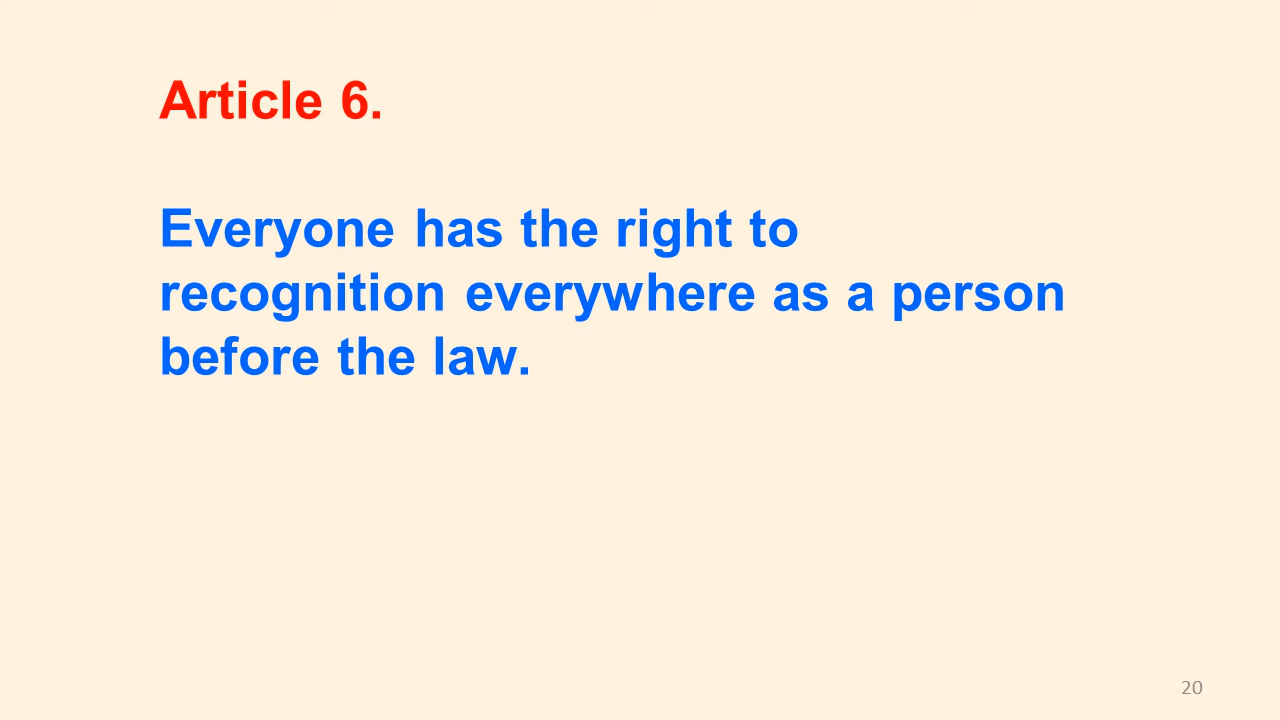 Article 6.
Everyone has the right to
recognition everywhere as a person
before the law.
20